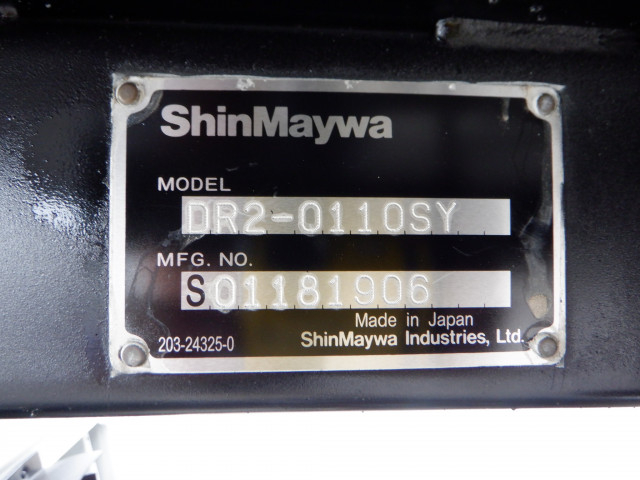 ShinMaywa
MODEL
DR2-0110SY
MFG. NO.
S01181906
Made in Japan
203-24325-0 ShinMaywa Industries, Ltd.